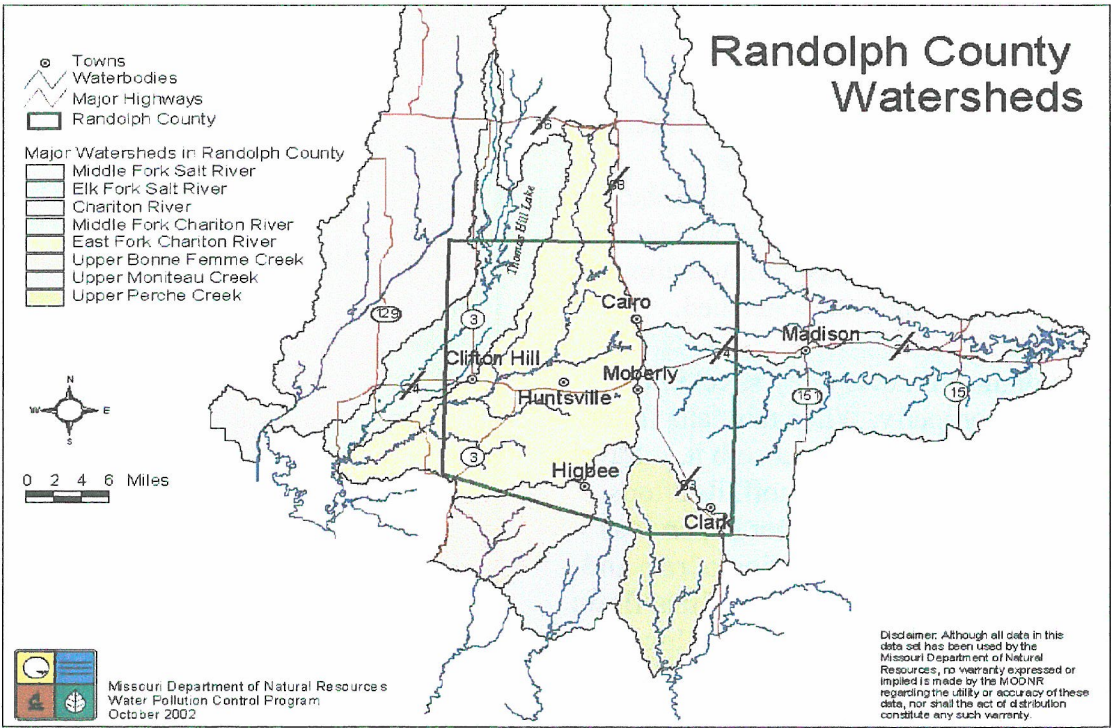 Randolph County
Watersheds
Towns
Waterbodies
Major Highways
Randolph County
Major Watersheds in Randolph County
Middle Fork Salt River
Elk Fork Salt River
Chariton River
Middle Fork Chariton River
East Fork Chariton River
Upper Bonne Femme Creek
Upper Moniteau Creek
Upper Perche Creek
36
63
Thomas Hill Lake
129
3
Cairo
Madison
Clifton Hill
24
24
24
Moberly
Huntsville
151
15
3
Higbee
63
Clark
N
W E
S
0 2 4 6 Miles
Missouri Department of Natural Resources
Water Pollution Control Program
October 2002
Disclaimer: Although all data in this
data set has been used by the
Missouri Department of Natural
Resources, no warranty expressed or
implied is made by the MODNR
regarding the utility or accuracy of these
data, nor shall the act of distribution
constitute any such warranty.